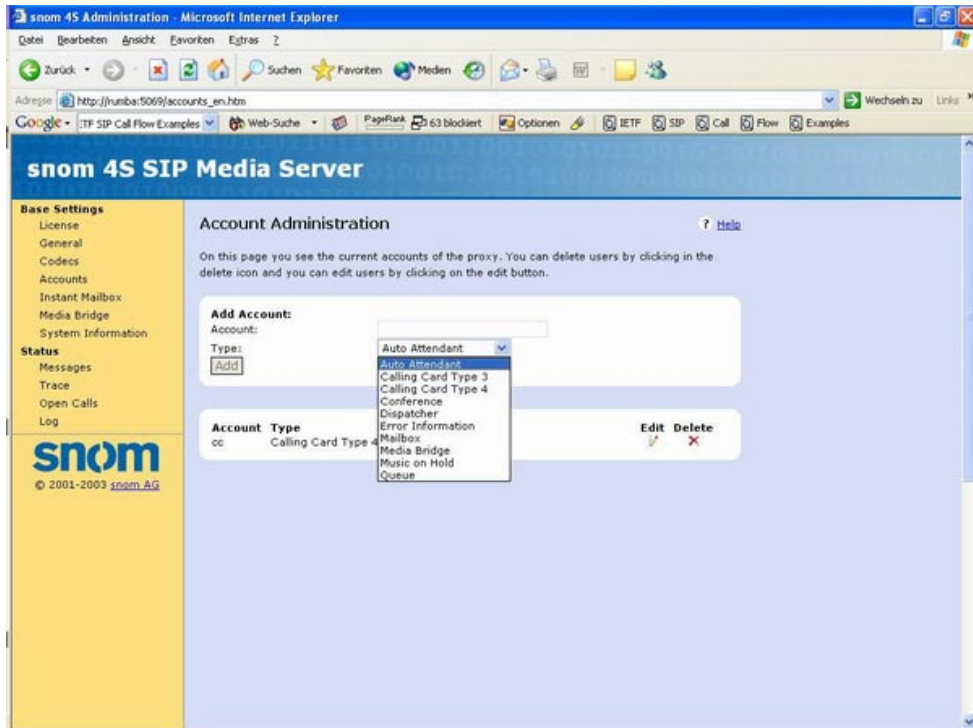 snom 4S Administration - Microsoft Internet Explorer
Datei Bearbeiten Ansicht Favoriten Extras ?
Zurück Suchen Favoriten Medien
Adresse http://rumba:5069/accounts_en.htm Wechseln zu Links »
Google :TF SIP Call Flow Examples Web-Suche PageRank 63 blockiert Optionen IETF SIP Call Flow Examples
snom 4S SIP Media Server
Base Settings
License
General
Codecs
Accounts
Instant Mailbox
Media Bridge
System Information
Status
Messages
Trace
Open Calls
Log
snom
© 2001-2003 snom AG
Account Administration
? Help
On this page you see the current accounts of the proxy. You can delete users by clicking in the
delete icon and you can edit users by clicking on the edit button.
Add Account:
Account:
Type: Auto Attendant
Add
Auto Attendant
Calling Card Type 3
Calling Card Type 4
Conference
Dispatcher
Error Information
Mailbox
Media Bridge
Music on Hold
Queue
Account Type Edit Delete
cc Calling Card Type 4